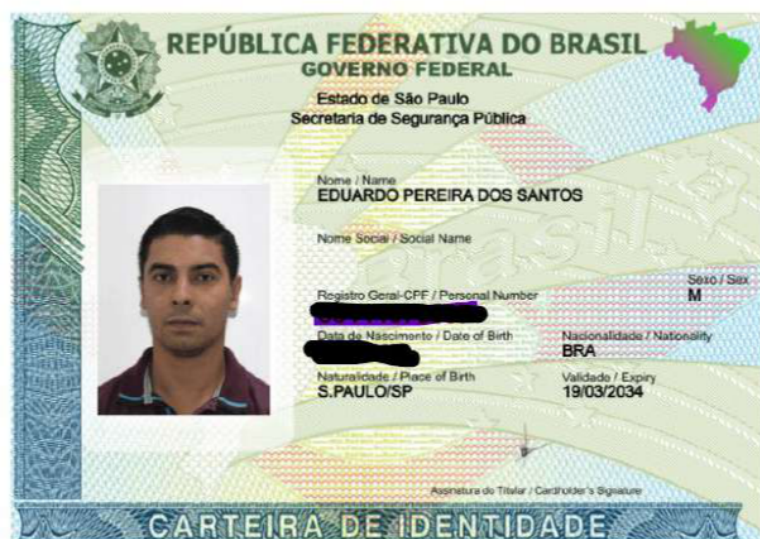 REPÚBLICA FEDERATIVA DO BRASIL
GOVERNO FEDERAL
Estado de São Paulo
Secretaria de Segurança Pública
Nome / Name
EDUARDO PEREIRA DOS SANTOS
Nome Social / Social Name
Registro Geral-CPF / Personal Number
Sexo / Sex
M
Data de Nascimento / Date of Birth
Nacionalidade / Nationality
BRA
Naturalidade / Place of Birth
S.PAULO/SP
Validade / Expiry
19/03/2034
Assinatura do Titular / Cardholder's Signature
CARTEIRA DE IDENTIDADE
Brasil